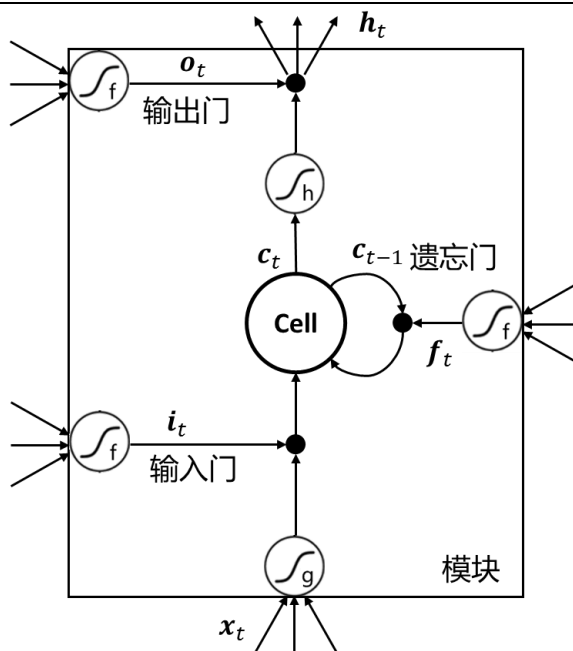 h_t
f
o_t
输出门
h
c_t
c_{t-1} 遗忘门
Cell
f
f_t
f
i_t
输入门
g
模块
x_t